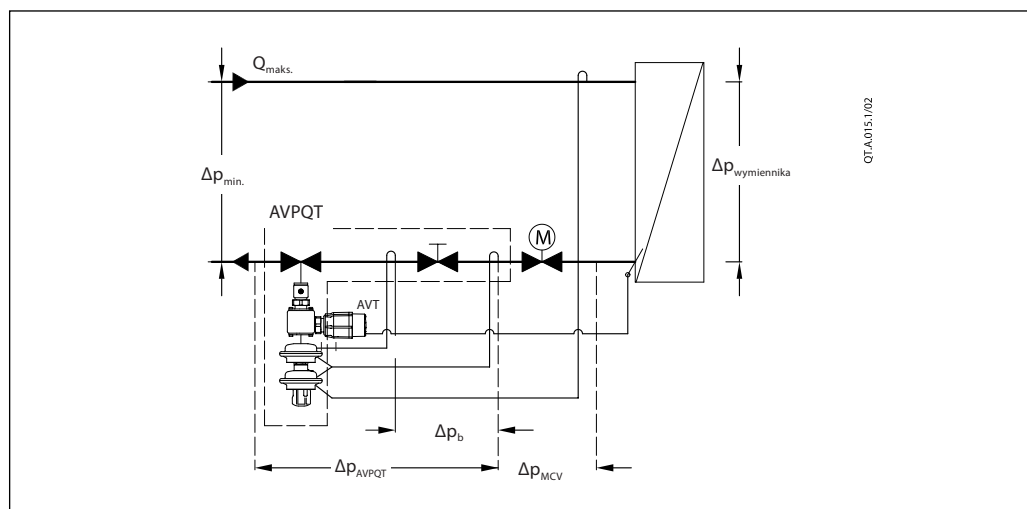 Qmaks.
QT.A.015.1/02
Δpmin.
Δpwymiennika
AVPQT
M
AVT
Δpb
ΔpAVPQT
ΔpMCV